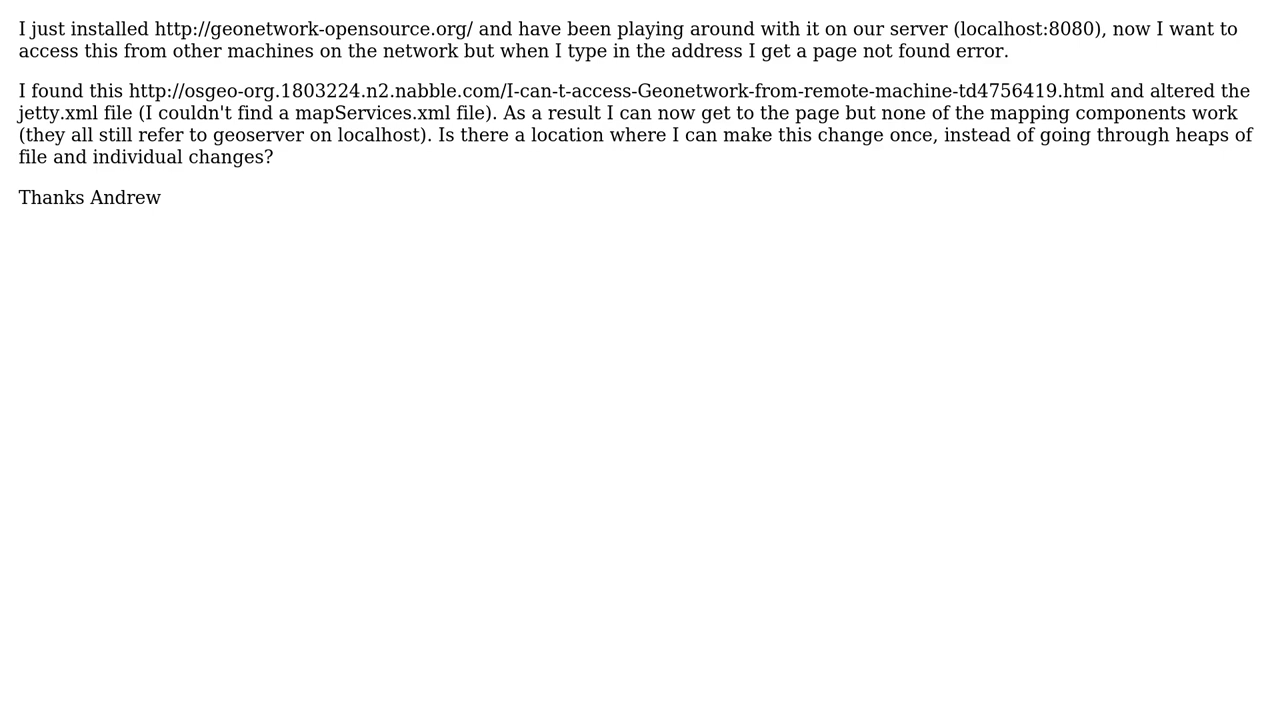 I just installed http://geonetwork-opensource.org/ and have been playing around with it on our server (localhost:8080), now I want to
access this from other machines on the network but when I type in the address I get a page not found error.
I found this http://osgeo-org.1803224.n2.nabble.com/I-can-t-access-Geonetwork-from-remote-machine-td4756419.html and altered the
jetty.xml file (I couldn't find a mapServices.xml file). As a result I can now get to the page but none of the mapping components work
(they all still refer to geoserver on localhost). Is there a location where I can make this change once, instead of going through heaps of
file and individual changes?
Thanks Andrew